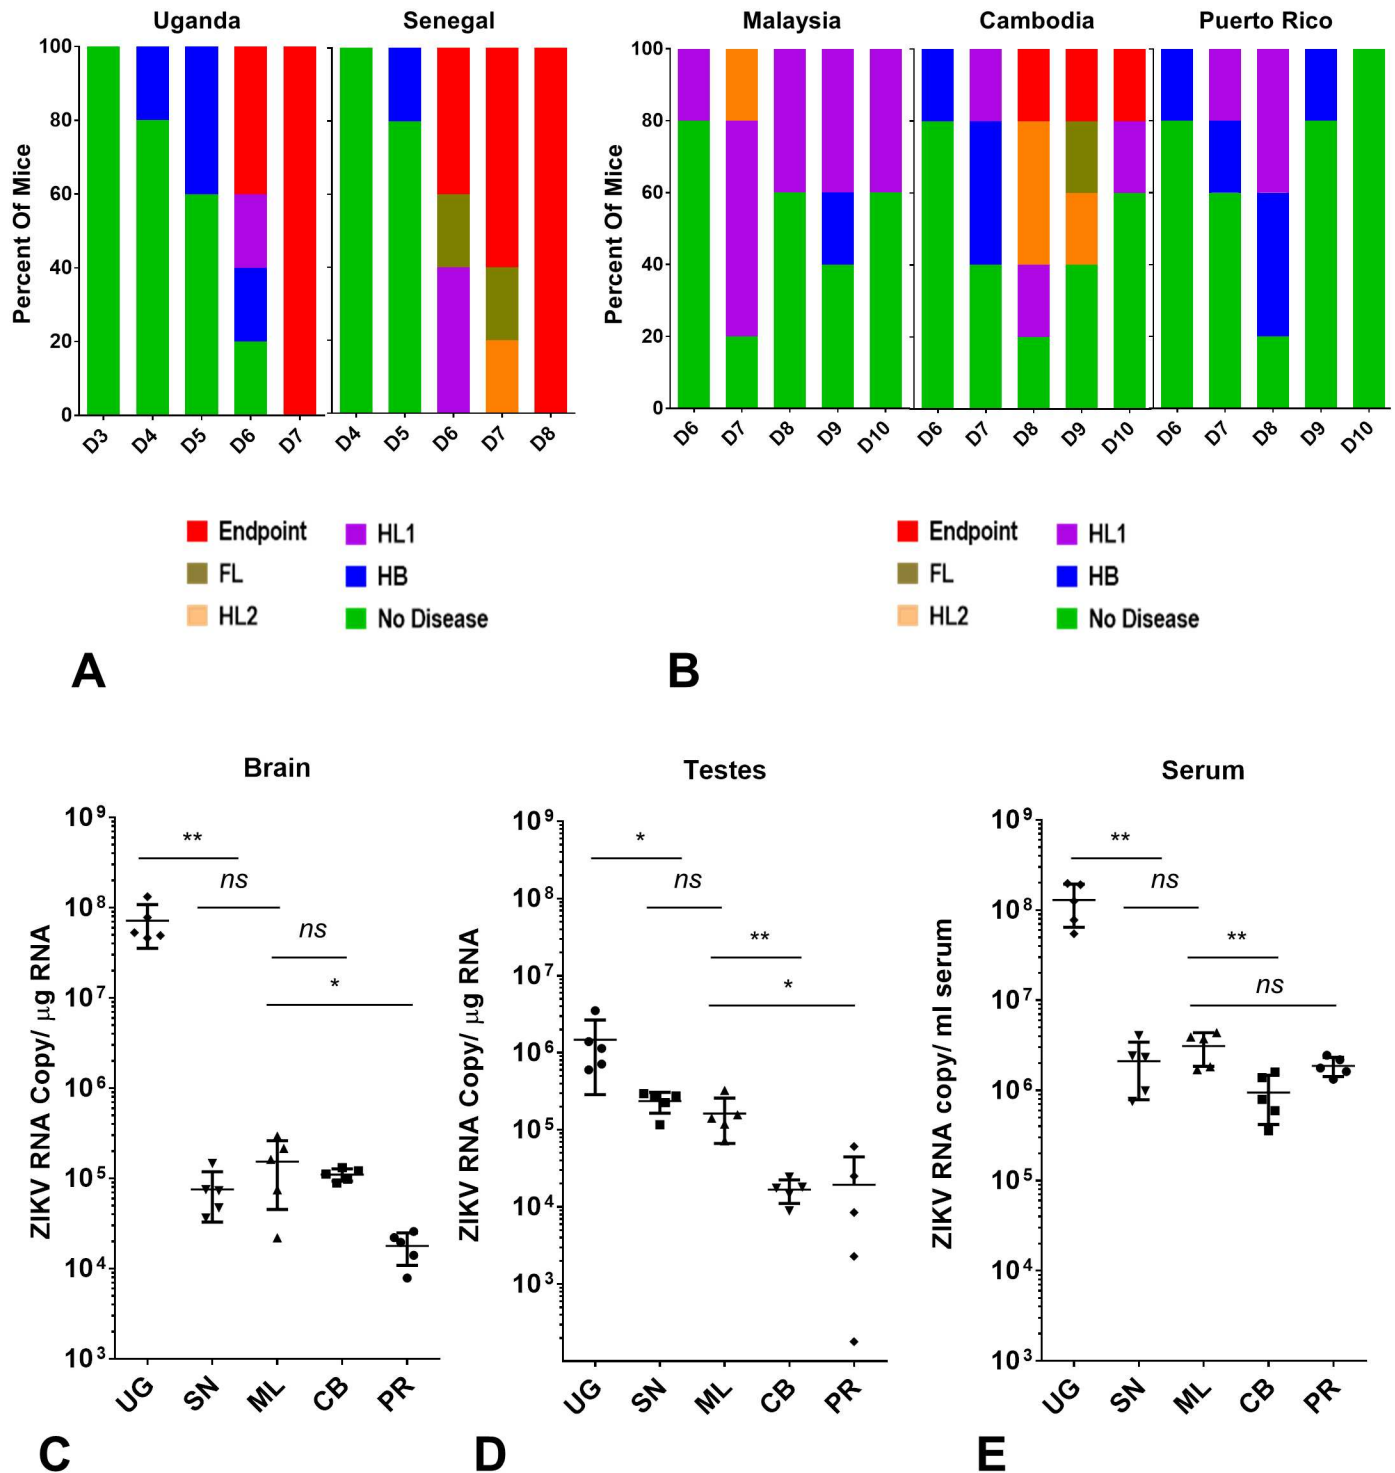 Uganda Senegal
Percent Of Mice
100
80
60
40
20
0
D3 D4 D5 D6 D7 D4 D5 D6 D7 D8
Endpoint HL1
FL HB
HL2 No Disease
A
Malaysia Cambodia Puerto Rico
Percent Of Mice
100
80
60
40
20
0
D6 D7 D8 D9 D10 D6 D7 D8 D9 D10 D6 D7 D8 D9 D10
Endpoint HL1
FL HB
HL2 No Disease
B
Brain
ZIKV RNA Copy/ μg RNA
10⁹
10⁸
10⁷
10⁶
10⁵
10⁴
10³
**
ns
ns
*
UG SN ML CB PR
C
Testes
ZIKV RNA Copy/ μg RNA
10⁹
10⁸
10⁷
10⁶
10⁵
10⁴
10³
*
ns
**
*
UG SN ML CB PR
D
Serum
ZIKV RNA copy/ ml serum
10⁹
10⁸
10⁷
10⁶
10⁵
10⁴
10³
**
ns
**
ns
UG SN ML CB PR
E